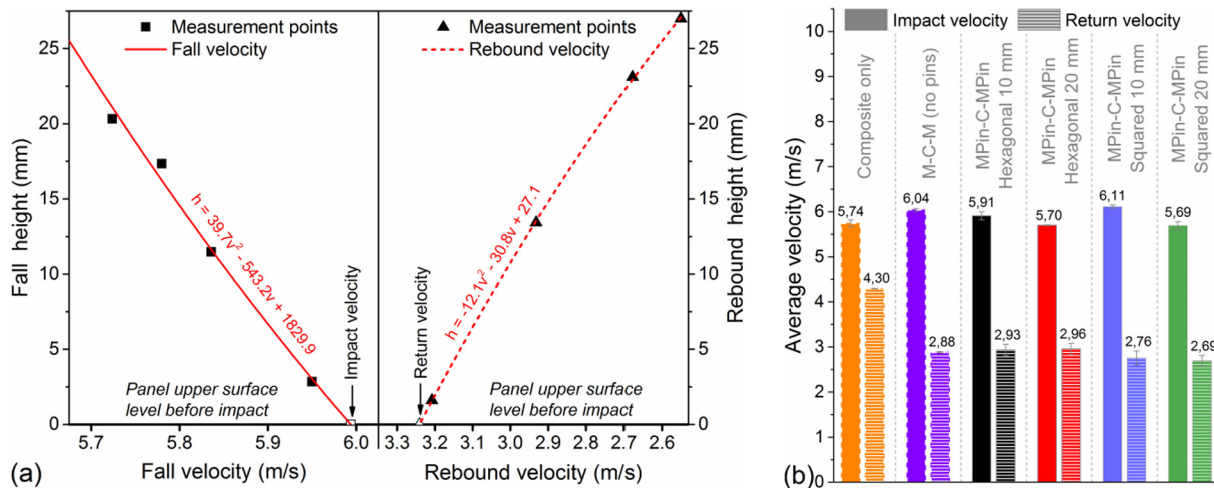 Measurement points
Fall velocity
Measurement points
Rebound velocity
25
20
15
10
5
0
Fall height (mm)
h = 39.7v² - 543.2v + 1829.9
Impact velocity
Panel upper surface
level before impact
5.7
5.8
5.9
6.0
Fall velocity (m/s)
h = -12.1v² - 30.8v + 27.1
Return velocity
Panel upper surface
level before impact
3.3
3.2
3.1
3.0
2.9
2.8
2.7
2.6
Rebound velocity (m/s)
25
20
15
10
5
0
Rebound height (mm)
(a)
Impact velocity
Return velocity
10
9
8
7
6
5
4
3
2
1
0
Average velocity (m/s)
Composite only
M-C-M (no pins)
MPin-C-MPin
Hexagonal 10 mm
MPin-C-MPin
Hexagonal 20 mm
MPin-C-MPin
Squared 10 mm
MPin-C-MPin
Squared 20 mm
5,74
4,30
6,04
2,88
5,91
2,93
5,70
2,96
6,11
2,76
5,69
2,69
(b)